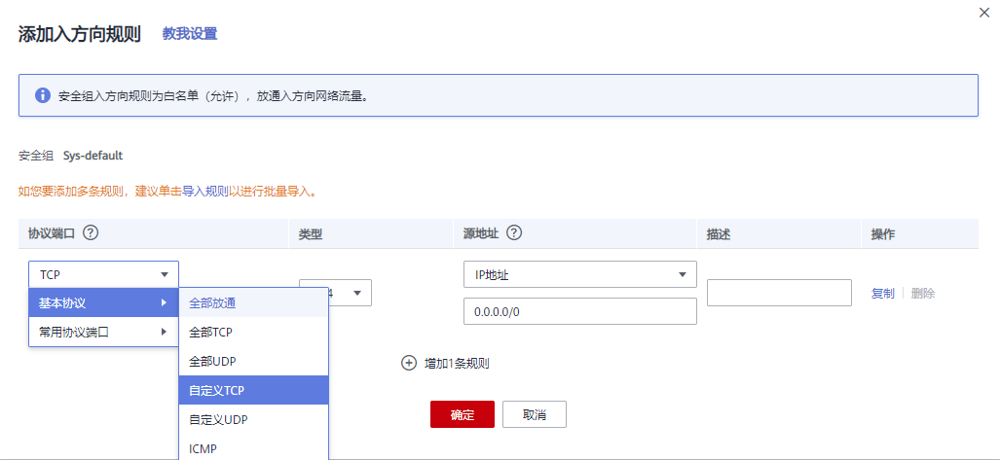 添加入方向规则 教我设置
安全组入方向规则为白名单（允许），放通入方向网络流量。
安全组 Sys-default
如您要添加多条规则，建议单击导入规则以进行批量导入。
协议端口 类型 源地址 描述 操作
TCP IP地址
基本协议 全部放通 4 复制 删除
0.0.0.0/0
常用协议端口 全部TCP
全部UDP 增加1条规则
自定义TCP
自定义UDP 确定 取消
ICMP